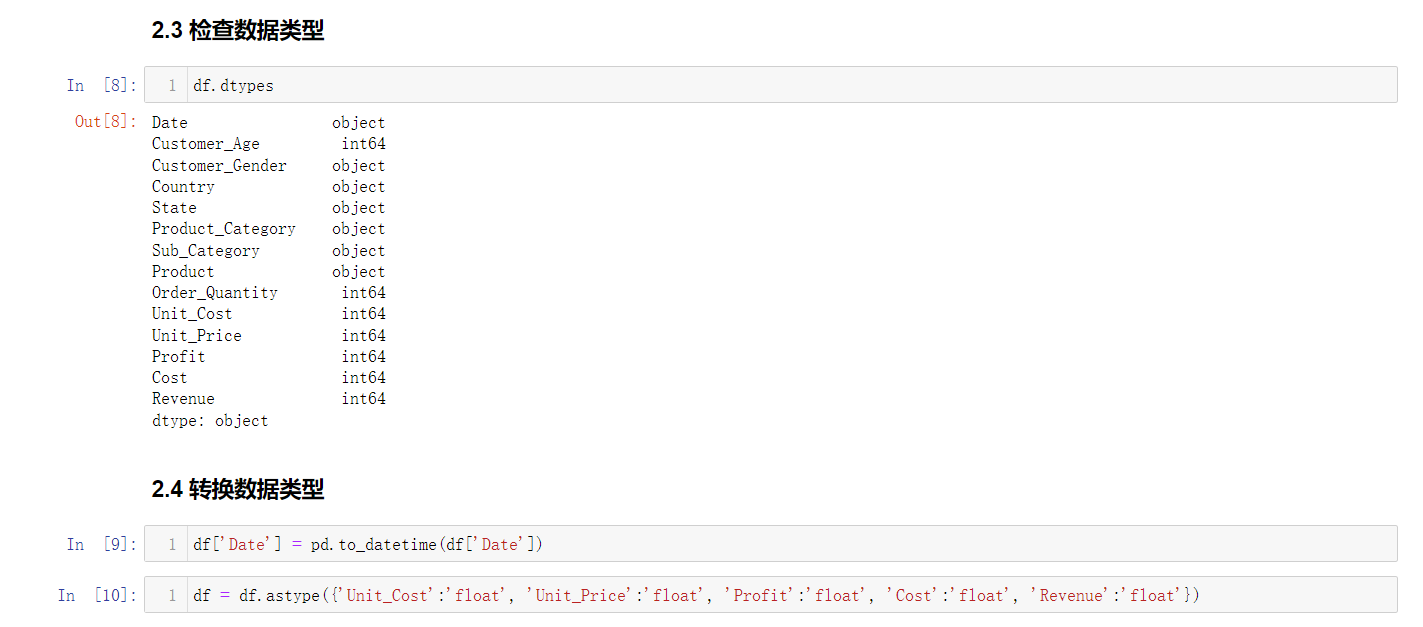 2.3 检查数据类型
In [8]: 1 df.dtypes
Out[8]: Date object
Customer_Age int64
Customer_Gender object
Country object
State object
Product_Category object
Sub_Category object
Product object
Order_Quantity int64
Unit_Cost int64
Unit_Price int64
Profit int64
Cost int64
Revenue int64
dtype: object
2.4 转换数据类型
In [9]: 1 df['Date'] = pd.to_datetime(df['Date'])
In [10]: 1 df = df.astype({'Unit_Cost':'float', 'Unit_Price':'float', 'Profit':'float', 'Cost':'float', 'Revenue':'float'})